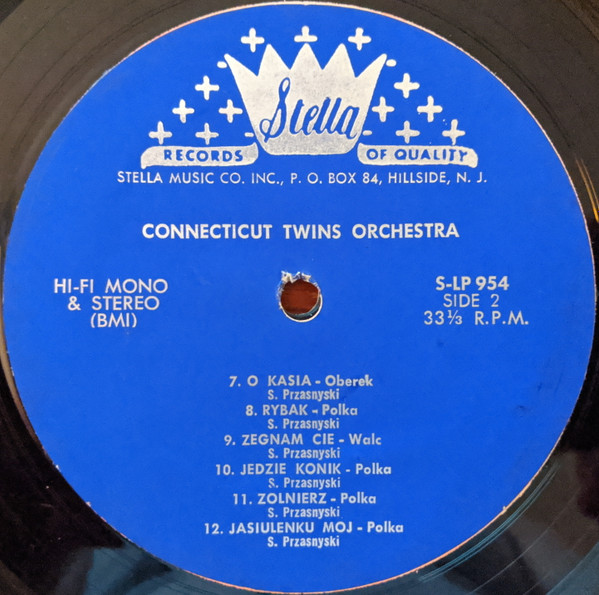 Stella
RECORDS OF QUALITY
STELLA MUSIC CO. INC., P. O. BOX 84, HILLSIDE, N. J.
CONNECTICUT TWINS ORCHESTRA
HI-FI MONO
& STEREO
(BMI)
S-LP 954
SIDE 2
33⅓ R.P.M.
7. O KASIA - Oberek
S. Przasnyski
8. RYBAK - Polka
S. Przasnyski
9. ZEGNAM CIE - Walc
S. Przasnyski
10. JEDZIE KONIK - Polka
S. Przasnyski
11. ZOLNIERZ - Polka
S. Przasnyski
12. JASIULENKU MOJ - Polka
S. Przasnyski